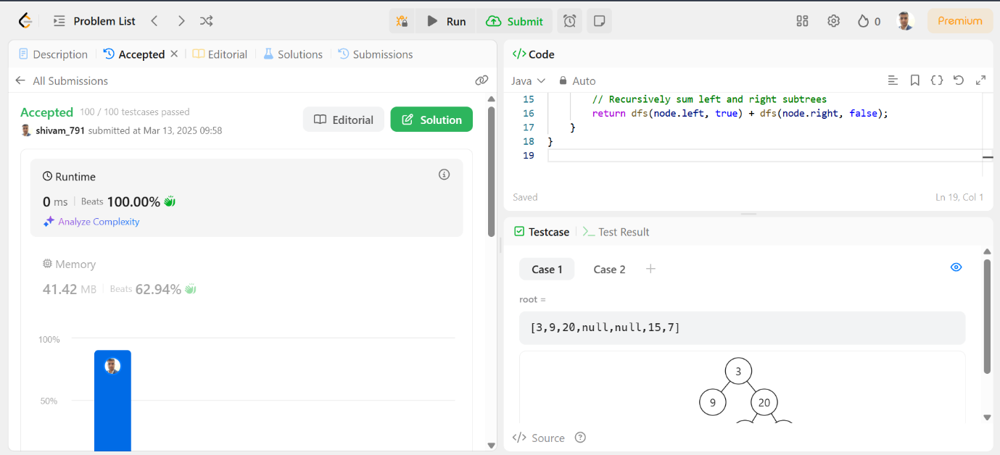 Problem List
Run
Submit
0
Premium
Description
Accepted
Editorial
Solutions
Submissions
All Submissions
Accepted 100 / 100 testcases passed
shivam_791 submitted at Mar 13, 2025 09:58
Editorial
Solution
Runtime
0 ms | Beats 100.00%
Analyze Complexity
Memory
41.42 MB | Beats 62.94%
100%
50%
</> Code
Java
Auto
15 // Recursively sum left and right subtrees
16 return dfs(node.left, true) + dfs(node.right, false);
17 }
18 }
19
Saved
Ln 19, Col 1
Testcase
Test Result
Case 1
Case 2
root =
[3,9,20,null,null,15,7]
3
9
20
</> Source